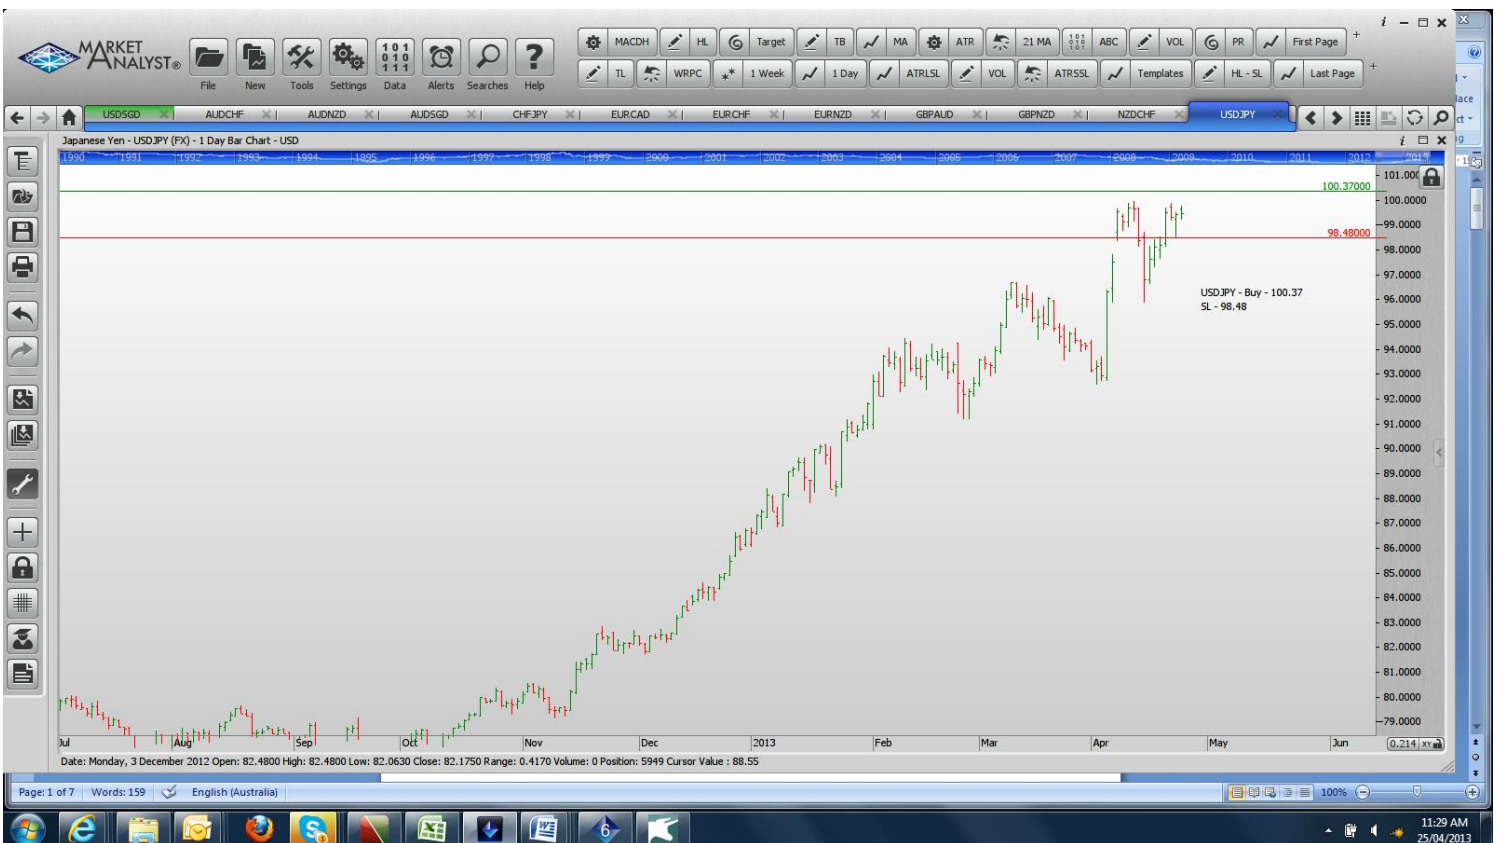 MARKET
ANALYST®
File New Tools Settings Data Alerts Searches Help
MACDH HL Target TB MA ATR 21 MA ABC VOL PR First Page +
TL WRPC 1 Week 1 Day ATRLSL VOL ATRSSL Templates HL - SL Last Page +
USDSGD AUDCHF AUDNZD AUDSGD CHFJPY EURCAD EURCHF EURNZD GBPAUD GBPNZD NZDCHF USDJPY
Japanese Yen - USDJPY (FX) - 1 Day Bar Chart - USD
1990 1991 1992 1993 1994 1995 1996 1997 1998 1999 2000 2001 2002 2003 2004 2005 2006 2007 2008 2009 2010 2011 2012 2013
101.000
100.37000
100.0000
99.0000
98.48000
98.0000
97.0000
USDJPY - Buy - 100.37
96.0000
SL - 98.48
95.0000
94.0000
93.0000
92.0000
91.0000
90.0000
89.0000
88.0000
87.0000
86.0000
85.0000
84.0000
83.0000
82.0000
81.0000
80.0000
79.0000
Jul Aug Sep Oct Nov Dec 2013 Feb Mar Apr May Jun 0.214 XY
Date: Monday, 3 December 2012 Open: 82.4800 High: 82.4800 Low: 82.0630 Close: 82.1750 Range: 0.4170 Volume: 0 Position: 5949 Cursor Value : 88.55
Page: 1 of 7 Words: 159 English (Australia) 100%
11:29 AM
25/04/2013